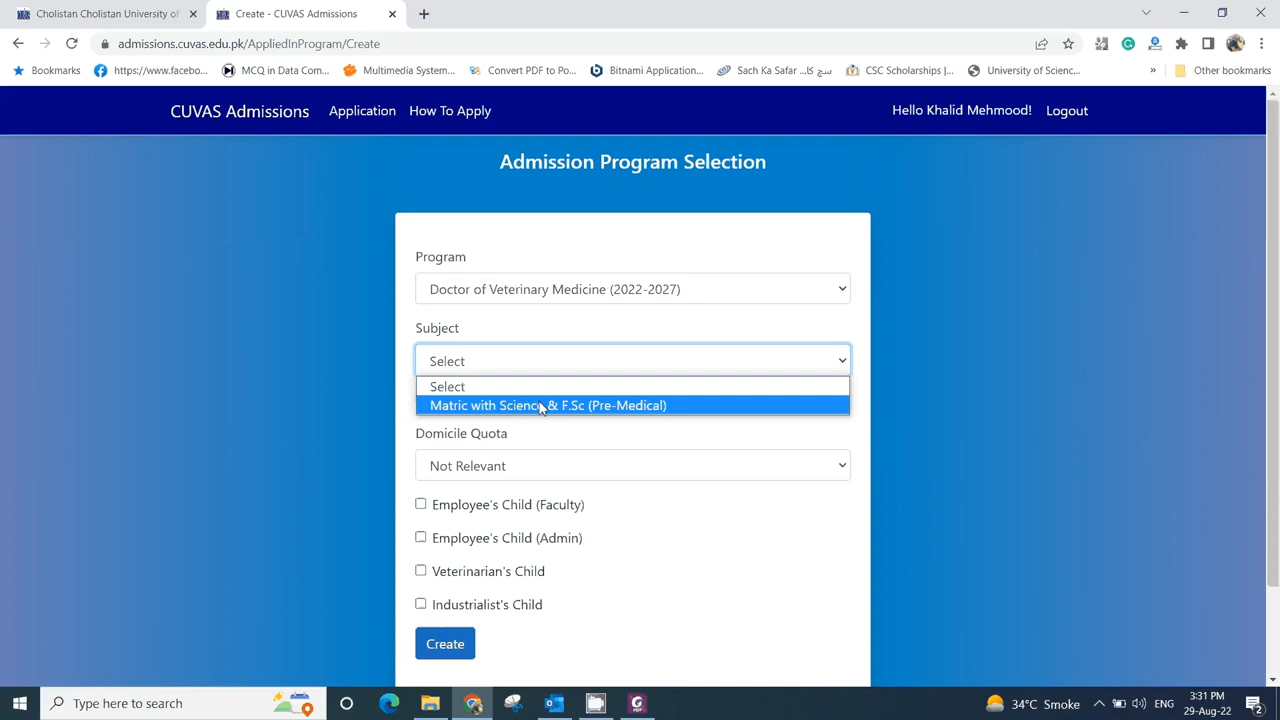 Cholistan Cholistan University of
Create - CUVAS Admissions
admissions.cuvas.edu.pk/AppliedInProgram/Create
Bookmarks
https://www.facebo...
MCQ in Data Com...
Multimedia System...
Convert PDF to Po...
Bitnami Application...
Sach Ka Safar ...سچ کا
CSC Scholarships |...
University of Scienc...
»
Other bookmarks
CUVAS Admissions
Application
How To Apply
Hello Khalid Mehmood!
Logout
Admission Program Selection
Program
Doctor of Veterinary Medicine (2022-2027)
Subject
Select
Select
Matric with Science & F.Sc (Pre-Medical)
Domicile Quota
Not Relevant
Employee's Child (Faculty)
Employee's Child (Admin)
Veterinarian's Child
Industrialist's Child
Create
Type here to search
34°C Smoke
3:31 PM
29-Aug-22
2